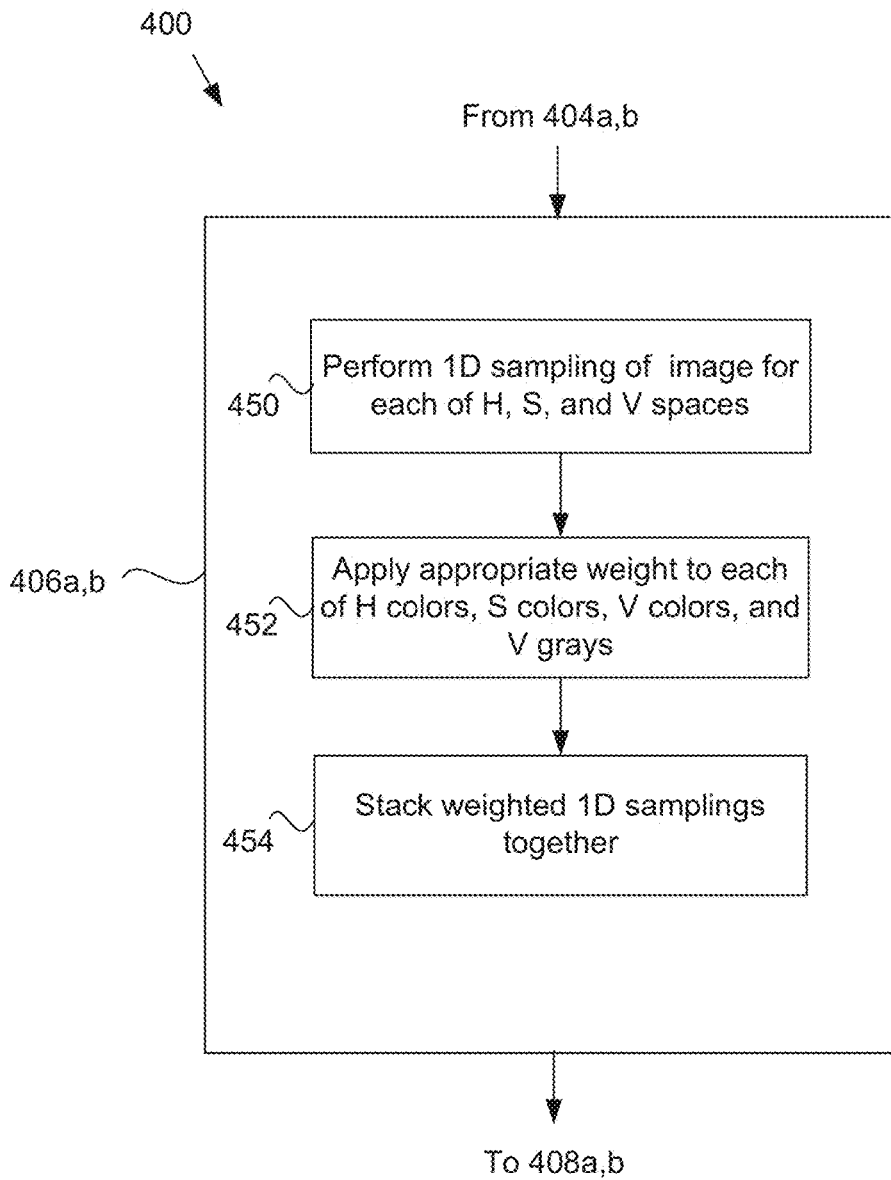 400
From 404a,b
Perform 1D sampling of image for
each of H, S, and V spaces
450
Apply appropriate weight to each
of H colors, S colors, V colors, and
V grays
452
406a,b
Stack weighted 1D samplings
together
454
To 408a,b